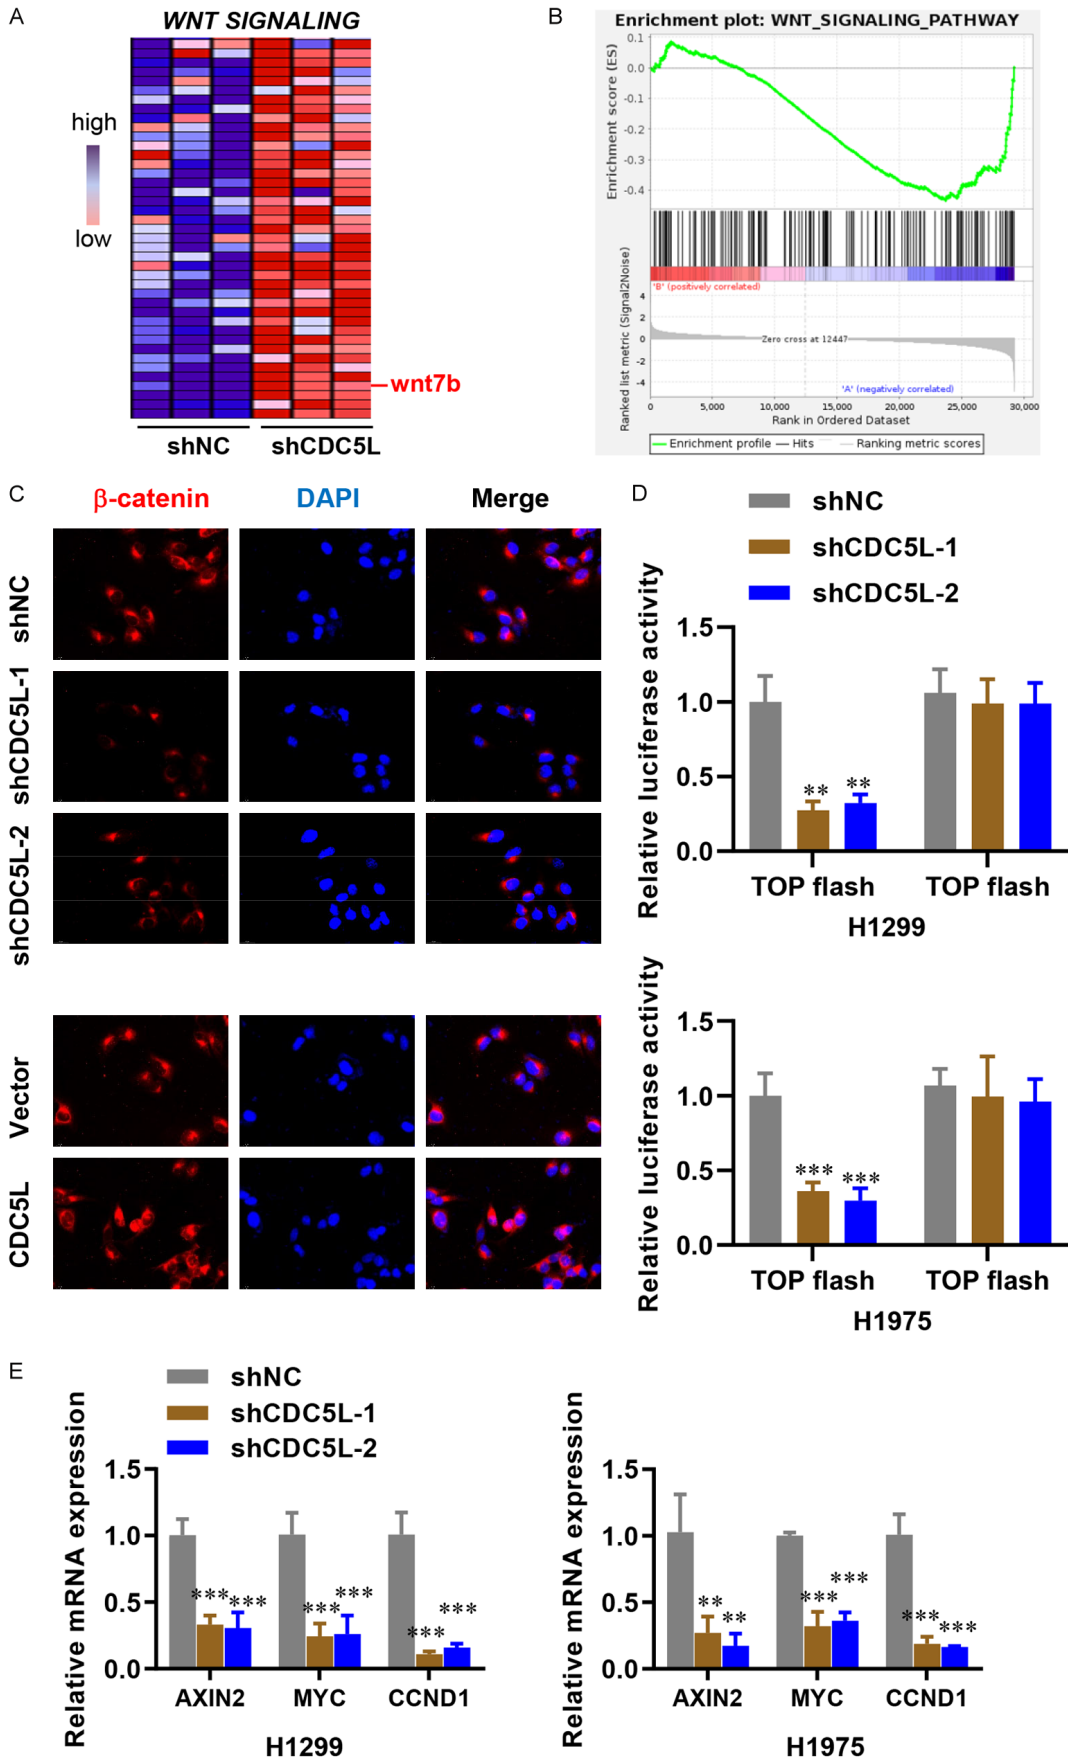 A
WNT SIGNALING
high
low
wnt7b
shNC
shCDC5L
B
Enrichment plot: WNT_SIGNALING_PATHWAY
Enrichment score (ES)
0.1
0.0
-0.1
-0.2
-0.3
-0.4
'B' (positively correlated)
Ranked list metric (Signal2Noise)
4
2
0
-2
-4
Zero cross at 12447
'A' (negatively correlated)
0 5,000 10,000 15,000 20,000 25,000 30,000
Rank in Ordered Dataset
Enrichment profile Hits Ranking metric scores
C
β-catenin DAPI Merge
shNC
shCDC5L-1
shCDC5L-2
Vector
CDC5L
D
shNC
shCDC5L-1
shCDC5L-2
Relative luciferase activity
1.5
1.0
0.5
0.0
** **
TOP flash TOP flash
H1299
Relative luciferase activity
1.5
1.0
0.5
0.0
*** ***
TOP flash TOP flash
H1975
E
shNC
shCDC5L-1
shCDC5L-2
Relative mRNA expression
1.5
1.0
0.5
0.0
*** *** *** *** *** ***
AXIN2 MYC CCND1
H1299
Relative mRNA expression
1.5
1.0
0.5
0.0
** ** *** *** *** ***
AXIN2 MYC CCND1
H1975